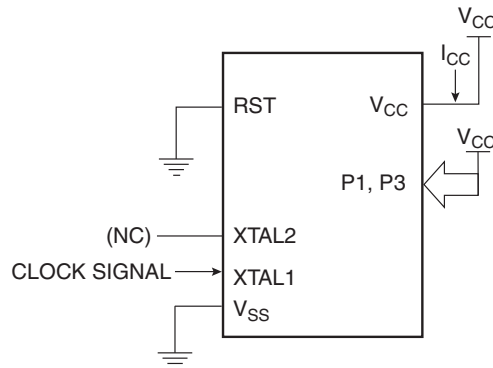 VCC
ICC
RST
VCC
VCC
P1, P3
(NC)
XTAL2
CLOCK SIGNAL
XTAL1
VSS